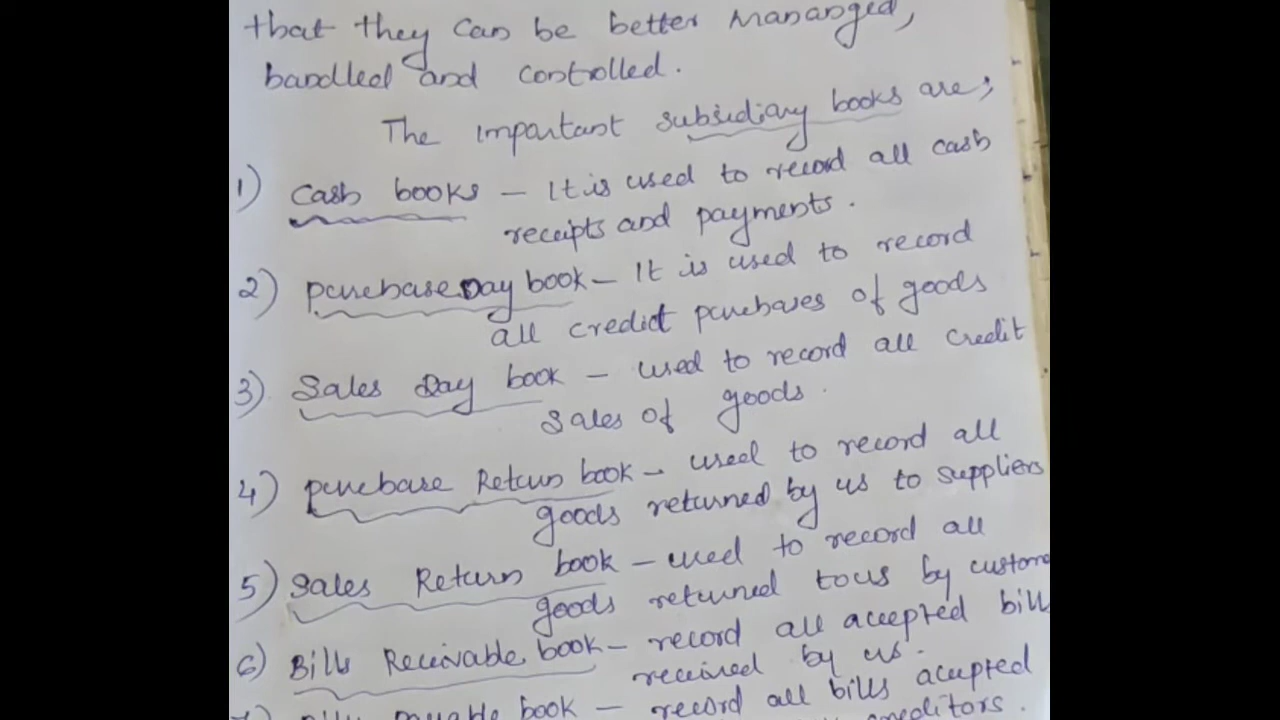 that they can be better Mananged,
handled and controlled.
The important subsidiary books are;
1) Cash books - It is used to record all cash
receipts and payments.
2) purchase Day book - It is used to record
all credict purchases of goods
3) Sales Day book - used to record all credit
Sales of goods.
4) purchase Return book - used to record all
goods returned by us to suppliers
5) Sales Return book - used to record all
goods returned to us by custome
6) Bills Receivable book - record all accepted bill
received by us.
book - record all bills accepted
creditors.